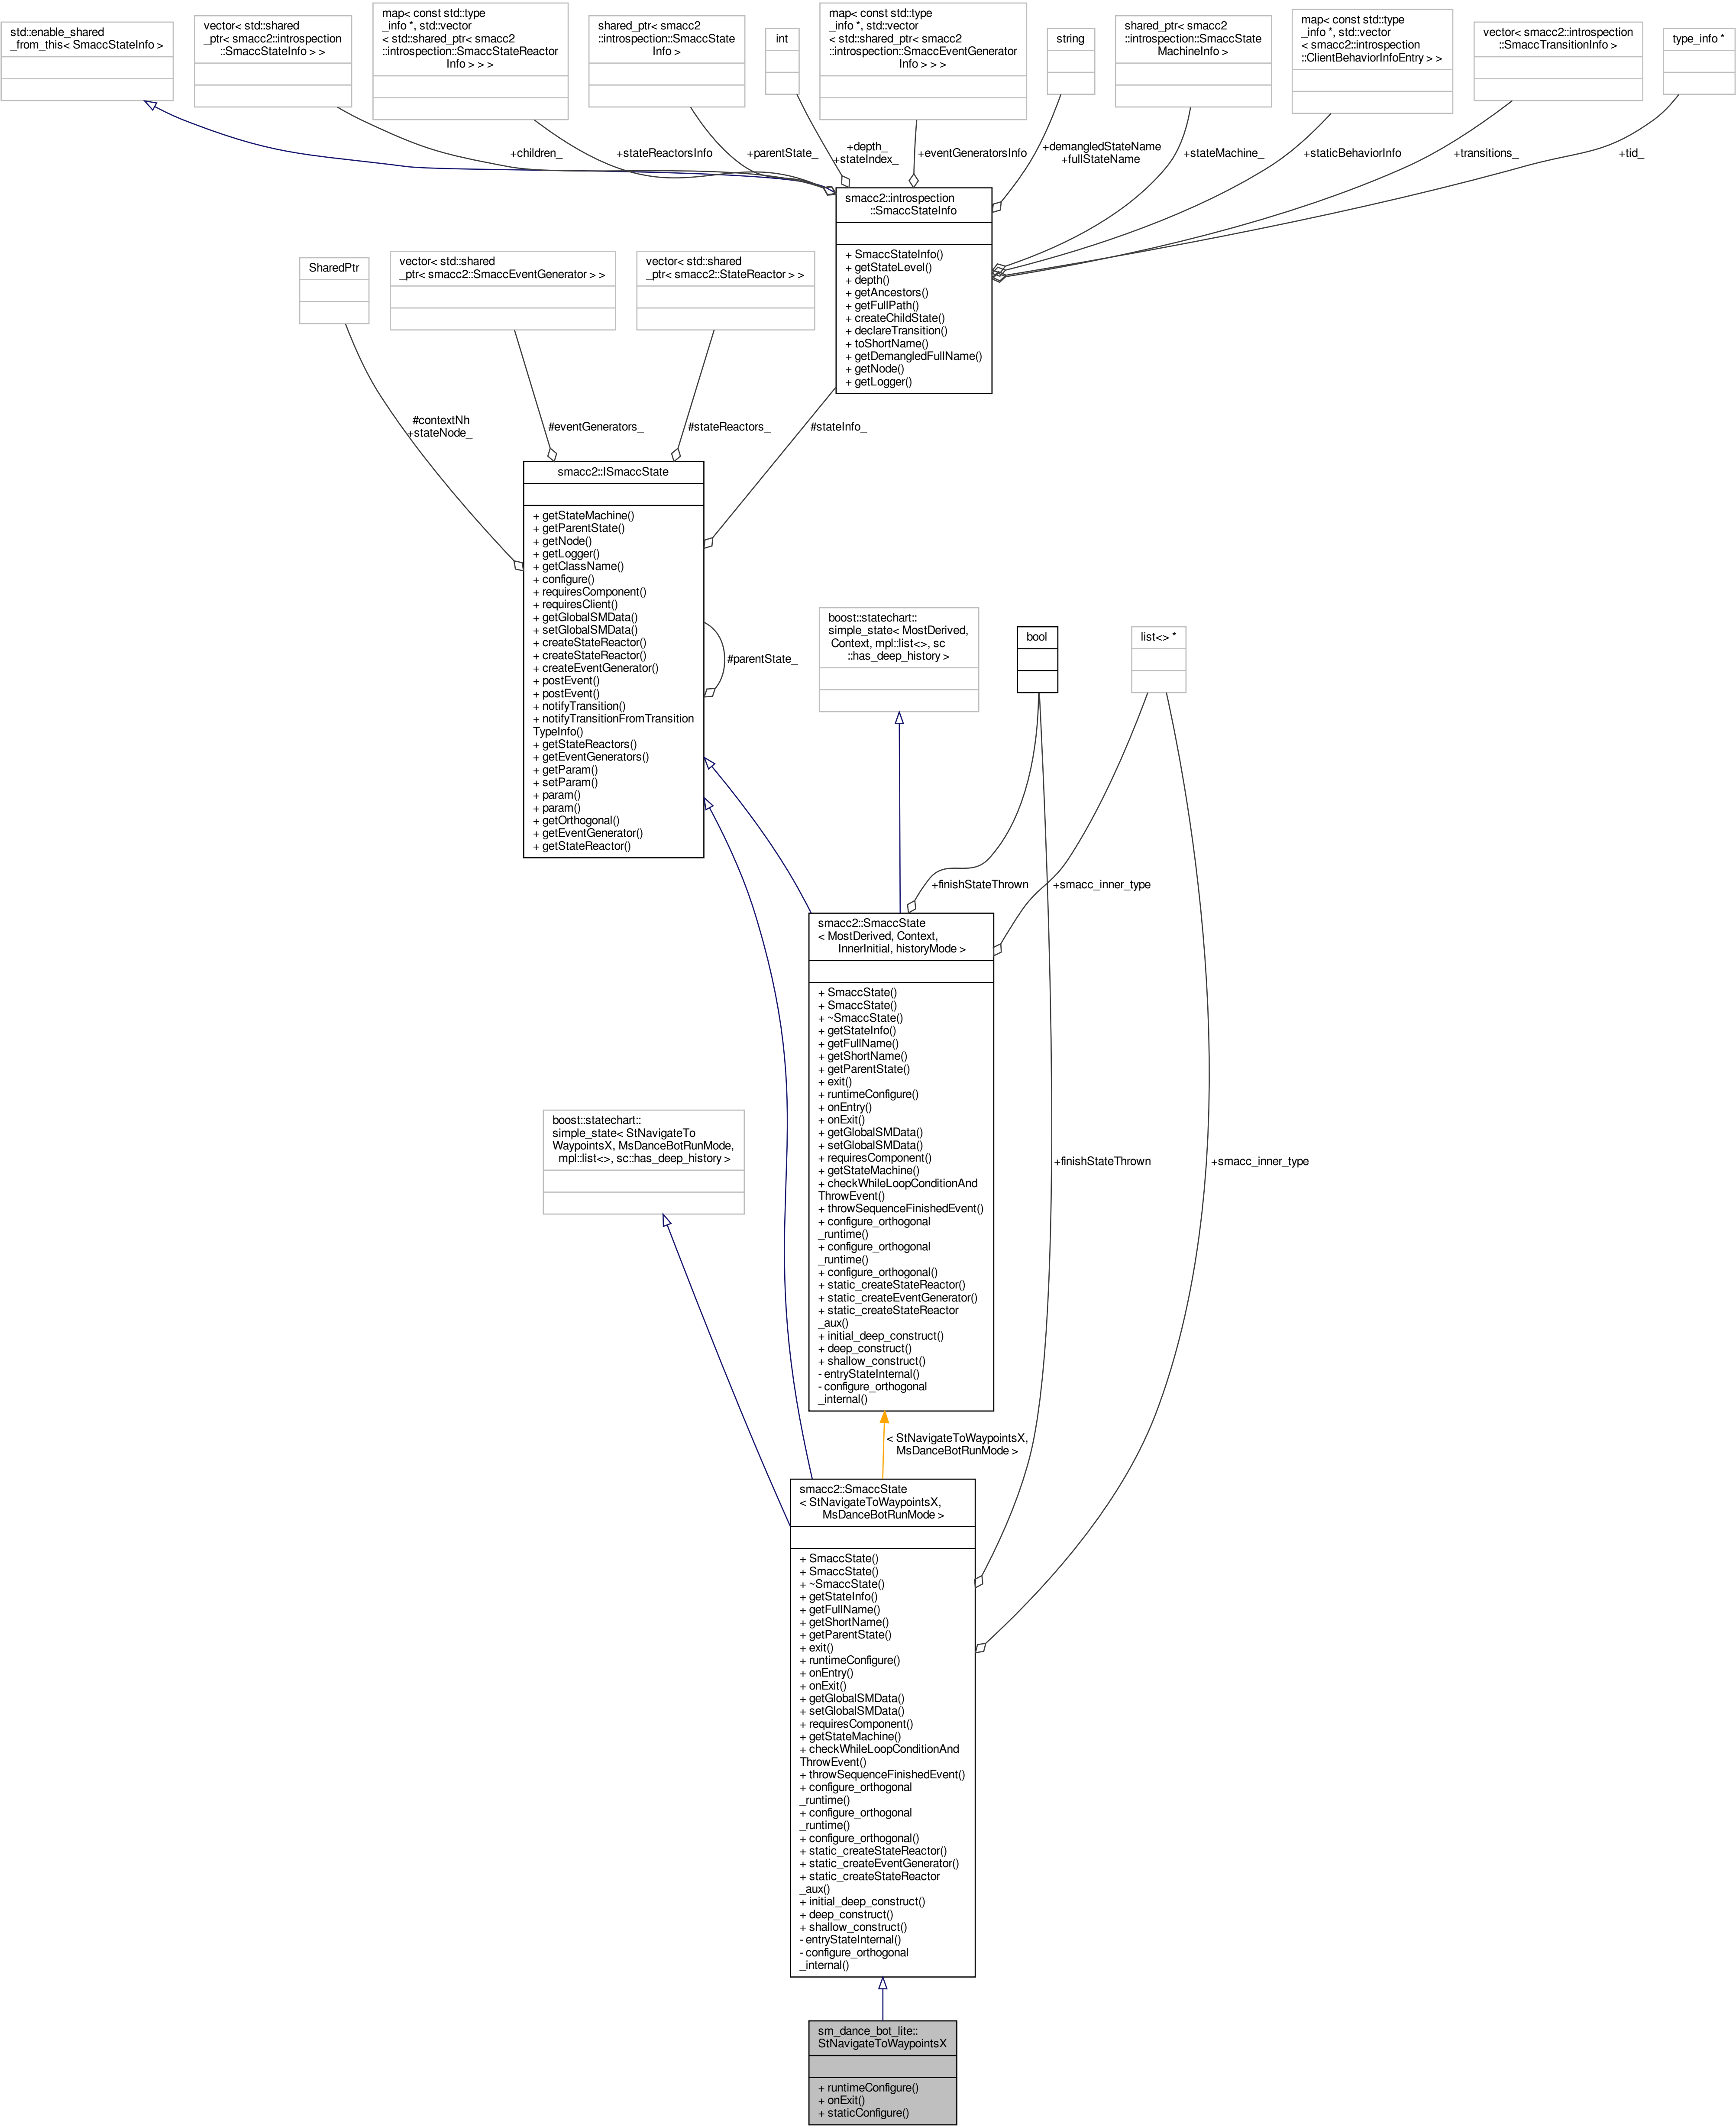 std::enable_shared
_from_this< SmaccStateInfo >
vector< std::shared
_ptr< smacc2::introspection
::SmaccStateInfo > >
map< const std::type
_info *, std::vector
< std::shared_ptr< smacc2
::introspection::SmaccStateReactor
Info > > >
shared_ptr< smacc2
::introspection::SmaccState
Info >
int
map< const std::type
_info *, std::vector
< std::shared_ptr< smacc2
::introspection::SmaccEventGenerator
Info > > >
string
shared_ptr< smacc2
::introspection::SmaccState
MachineInfo >
map< const std::type
_info *, std::vector
< smacc2::introspection
::ClientBehaviorInfoEntry > >
vector< smacc2::introspection
::SmaccTransitionInfo >
type_info *
+children_
+stateReactorsInfo
+parentState_
+depth_
+stateIndex_
+eventGeneratorsInfo
+demangledStateName
+fullStateName
+stateMachine_
+staticBehaviorInfo
+transitions_
+tid_
smacc2::introspection
::SmaccStateInfo
+ SmaccStateInfo()
+ getStateLevel()
+ depth()
+ getAncestors()
+ getFullPath()
+ createChildState()
+ declareTransition()
+ toShortName()
+ getDemangledFullName()
+ getNode()
+ getLogger()
SharedPtr
vector< std::shared
_ptr< smacc2::SmaccEventGenerator > >
vector< std::shared
_ptr< smacc2::StateReactor > >
#contextNh
+stateNode_
#eventGenerators_
#stateReactors_
#stateInfo_
smacc2::ISmaccState
+ getStateMachine()
+ getParentState()
+ getNode()
+ getLogger()
+ getClassName()
+ configure()
+ requiresComponent()
+ requiresClient()
+ getGlobalSMData()
+ setGlobalSMData()
+ createStateReactor()
+ createStateReactor()
+ createEventGenerator()
+ postEvent()
+ postEvent()
+ notifyTransition()
+ notifyTransitionFromTransition
TypeInfo()
+ getStateReactors()
+ getEventGenerators()
+ getParam()
+ setParam()
+ param()
+ param()
+ getOrthogonal()
+ getEventGenerator()
+ getStateReactor()
#parentState_
boost::statechart::
simple_state< MostDerived,
Context, mpl::list<>, sc
::has_deep_history >
bool
list<> *
+finishStateThrown
+smacc_inner_type
smacc2::SmaccState
< MostDerived, Context,
InnerInitial, historyMode >
+ SmaccState()
+ SmaccState()
+ ~SmaccState()
+ getStateInfo()
+ getFullName()
+ getShortName()
+ getParentState()
+ exit()
+ runtimeConfigure()
+ onEntry()
+ onExit()
+ getGlobalSMData()
+ setGlobalSMData()
+ requiresComponent()
+ getStateMachine()
+ checkWhileLoopConditionAnd
ThrowEvent()
+ throwSequenceFinishedEvent()
+ configure_orthogonal
_runtime()
+ configure_orthogonal
_runtime()
+ configure_orthogonal()
+ static_createStateReactor()
+ static_createEventGenerator()
+ static_createStateReactor
_aux()
+ initial_deep_construct()
+ deep_construct()
+ shallow_construct()
- entryStateInternal()
- configure_orthogonal
_internal()
boost::statechart::
simple_state< StNavigateTo
WaypointsX, MsDanceBotRunMode,
mpl::list<>, sc::has_deep_history >
+finishStateThrown
+smacc_inner_type
< StNavigateToWaypointsX,
MsDanceBotRunMode >
smacc2::SmaccState
< StNavigateToWaypointsX,
MsDanceBotRunMode >
+ SmaccState()
+ SmaccState()
+ ~SmaccState()
+ getStateInfo()
+ getFullName()
+ getShortName()
+ getParentState()
+ exit()
+ runtimeConfigure()
+ onEntry()
+ onExit()
+ getGlobalSMData()
+ setGlobalSMData()
+ requiresComponent()
+ getStateMachine()
+ checkWhileLoopConditionAnd
ThrowEvent()
+ throwSequenceFinishedEvent()
+ configure_orthogonal
_runtime()
+ configure_orthogonal
_runtime()
+ configure_orthogonal()
+ static_createStateReactor()
+ static_createEventGenerator()
+ static_createStateReactor
_aux()
+ initial_deep_construct()
+ deep_construct()
+ shallow_construct()
- entryStateInternal()
- configure_orthogonal
_internal()
sm_dance_bot_lite::
StNavigateToWaypointsX
+ runtimeConfigure()
+ onExit()
+ staticConfigure()